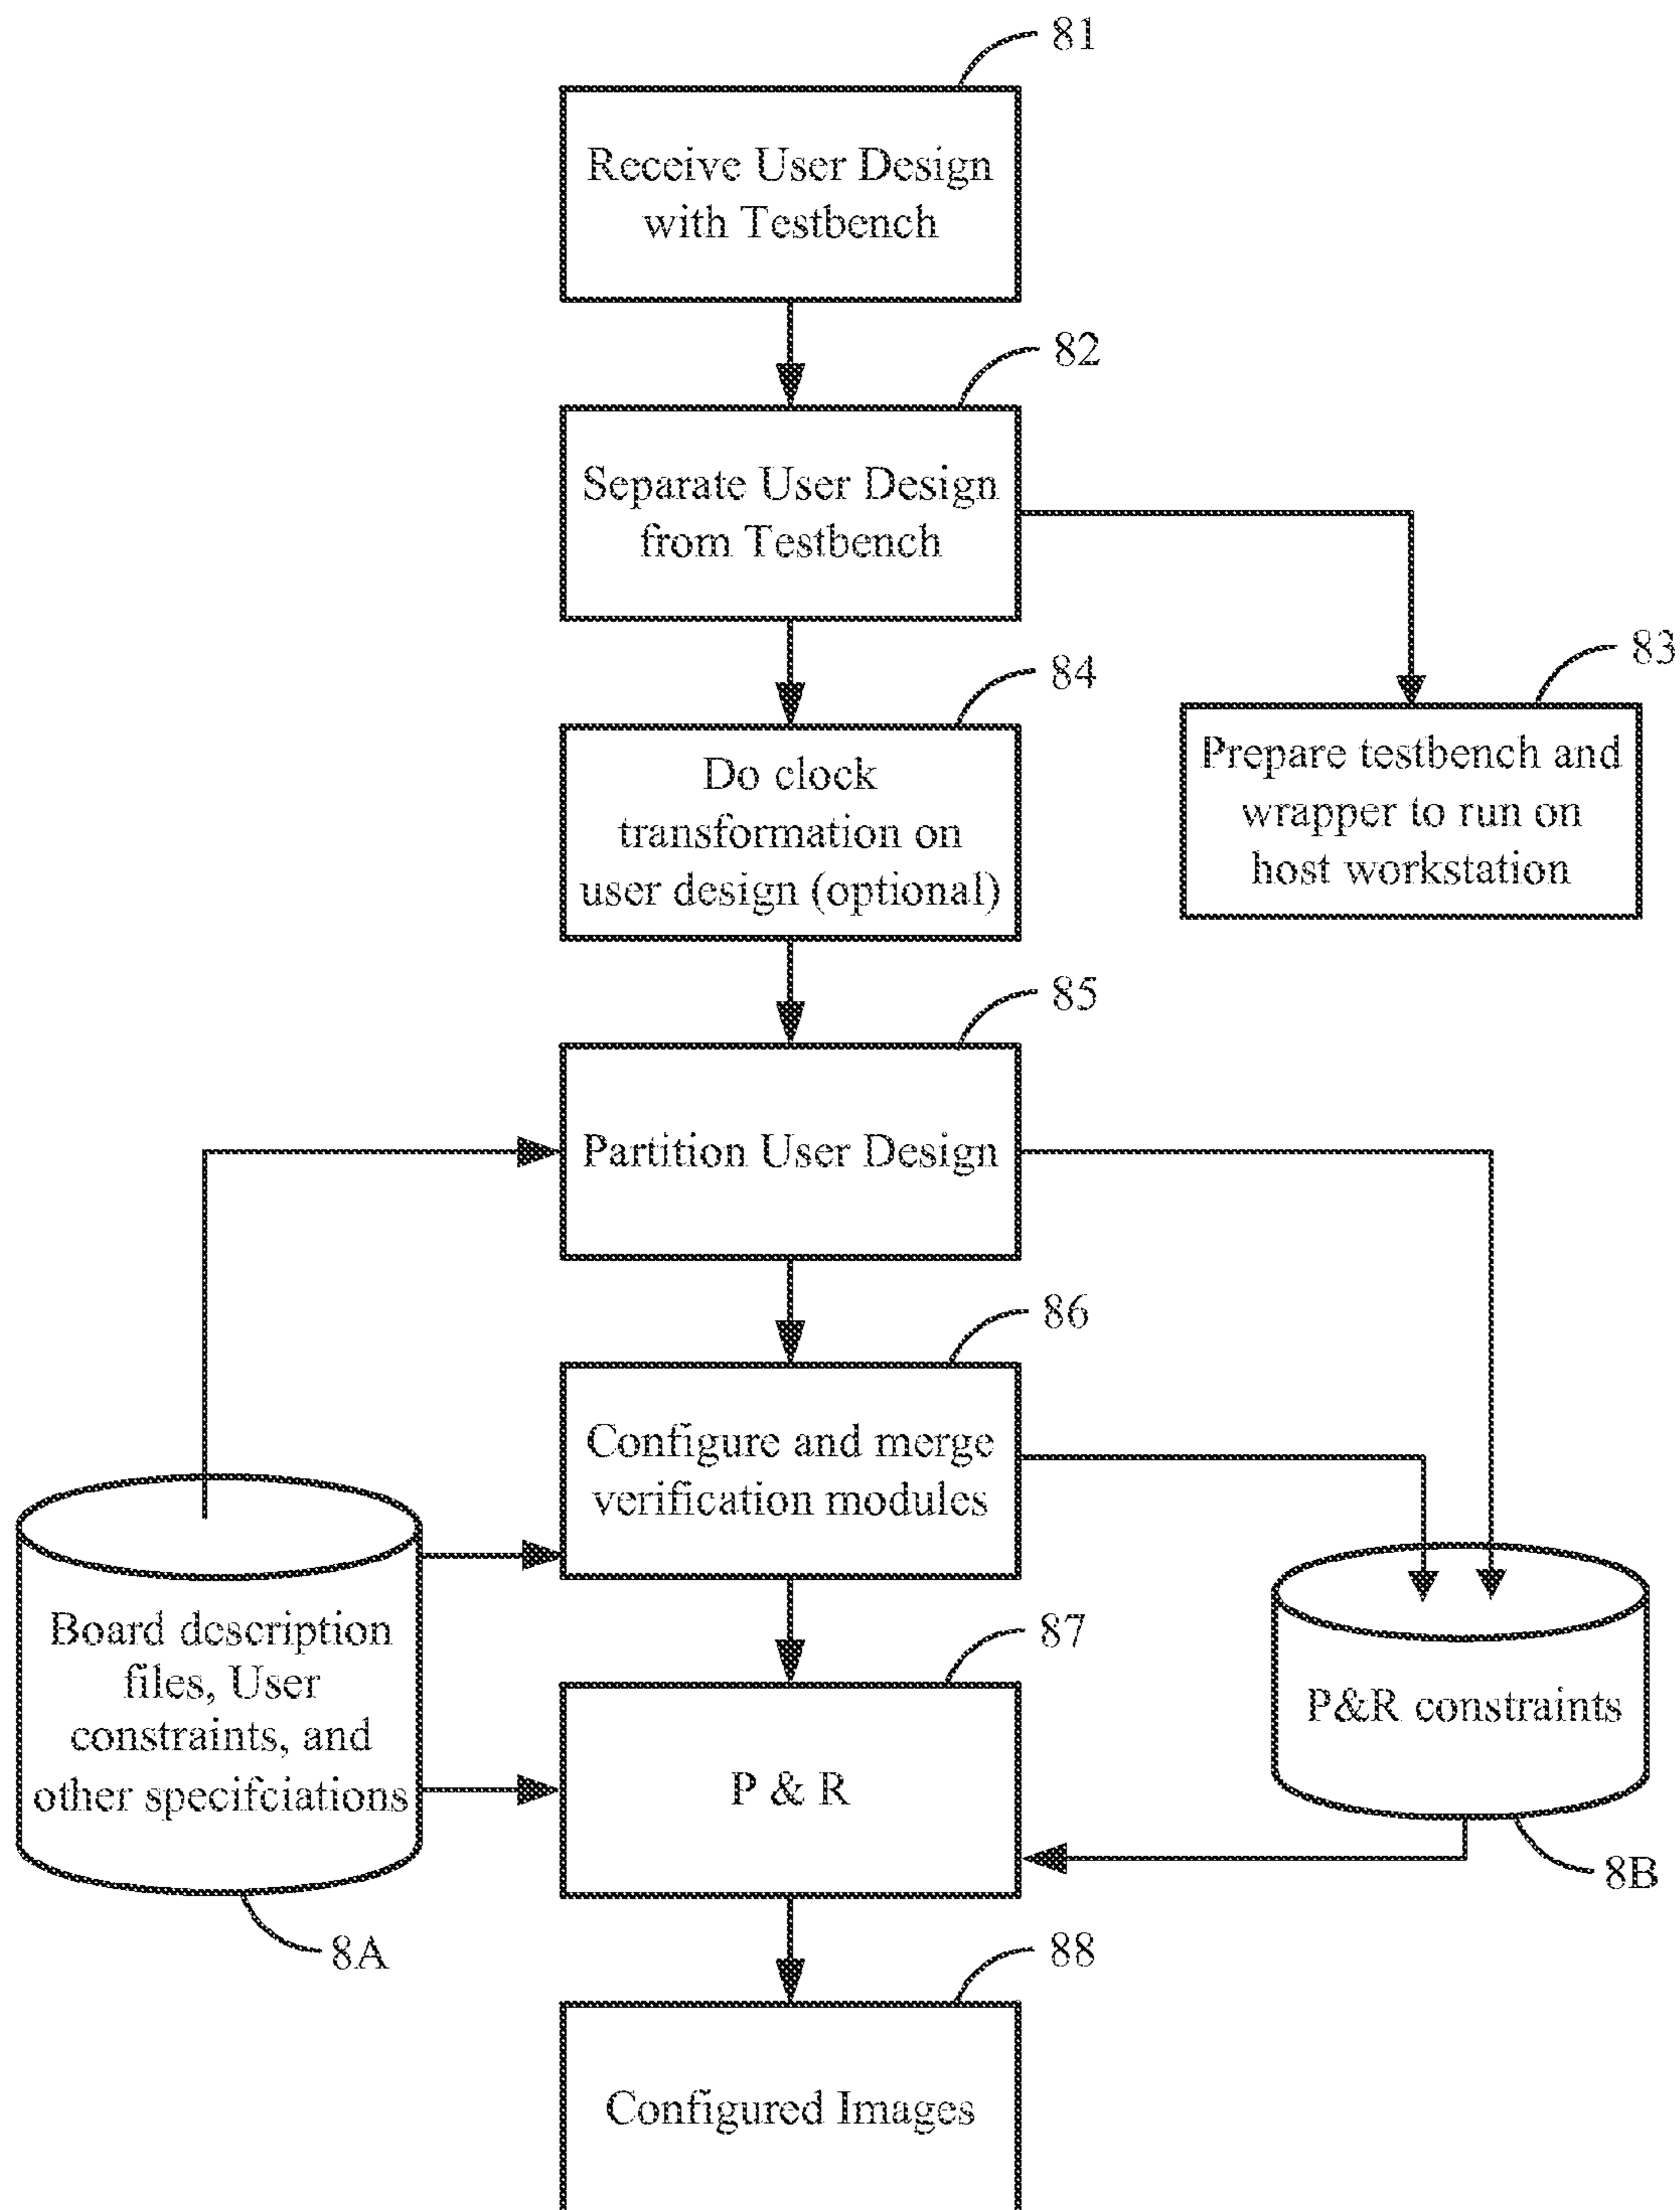 81
Receive User Design
with Testbench
82
Separate User Design
from Testbench
83
Prepare testbench and
wrapper to run on
host workstation
84
Do clock
transformation on
user design (optional)
85
Partition User Design
86
Configure and merge
verification modules
Board description
files, User
constraints, and
other specifciations
8A
87
P & R
P&R constraints
8B
88
Configured Images